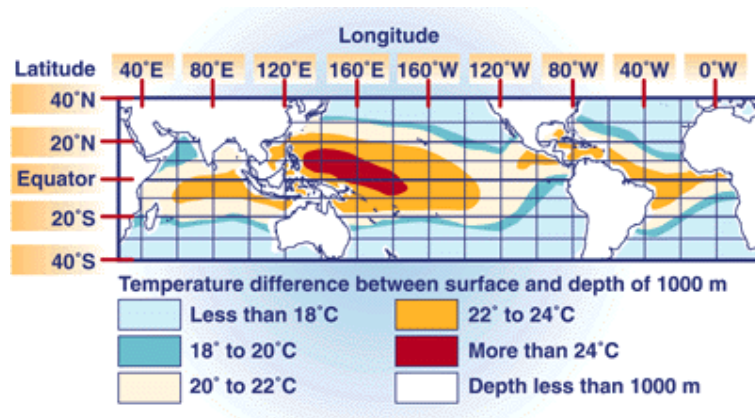 Longitude
Latitude 40˚E 80˚E 120˚E 160˚E 160˚W 120˚W 80˚W 40˚W 0˚W
40˚N
20˚N
Equator
20˚S
40˚S
Temperature difference between surface and depth of 1000 m
Less than 18˚C 22˚ to 24˚C
18˚ to 20˚C More than 24˚C
20˚ to 22˚C Depth less than 1000 m